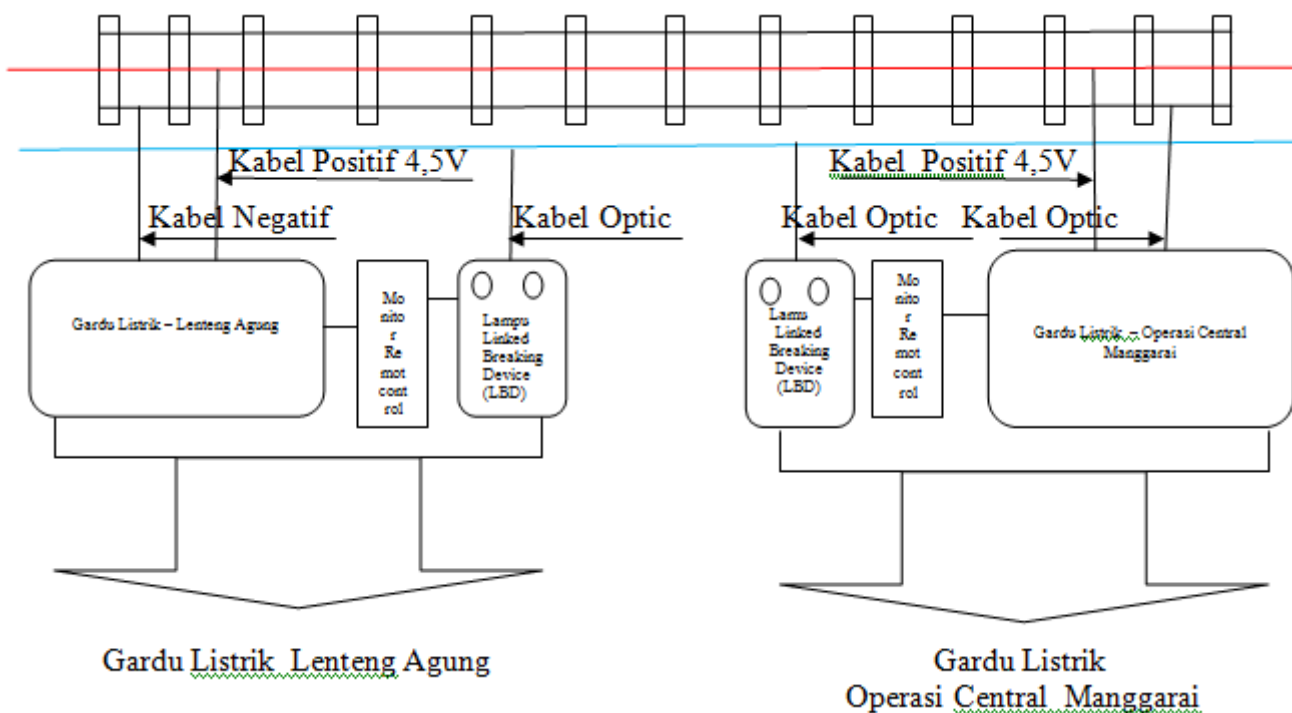 Kabel Positif 4,5V
Kabel Positif 4,5V
Kabel Negatif
Kabel Optic
Kabel Optic
Kabel Optic
Gardu Listrik – Lenteng Agung
Mo
nito
r
Re
mot
cont
rol
Lampu
Linked
Breaking
Device
(LBD)
Lamu
Linked
Breaking
Device
(LBD)
Mo
nito
r
Re
mot
cont
rol
Gardu Listrik – Operasi Central
Manggarai
Gardu Listrik Lenteng Agung
Gardu Listrik
Operasi Central Manggarai